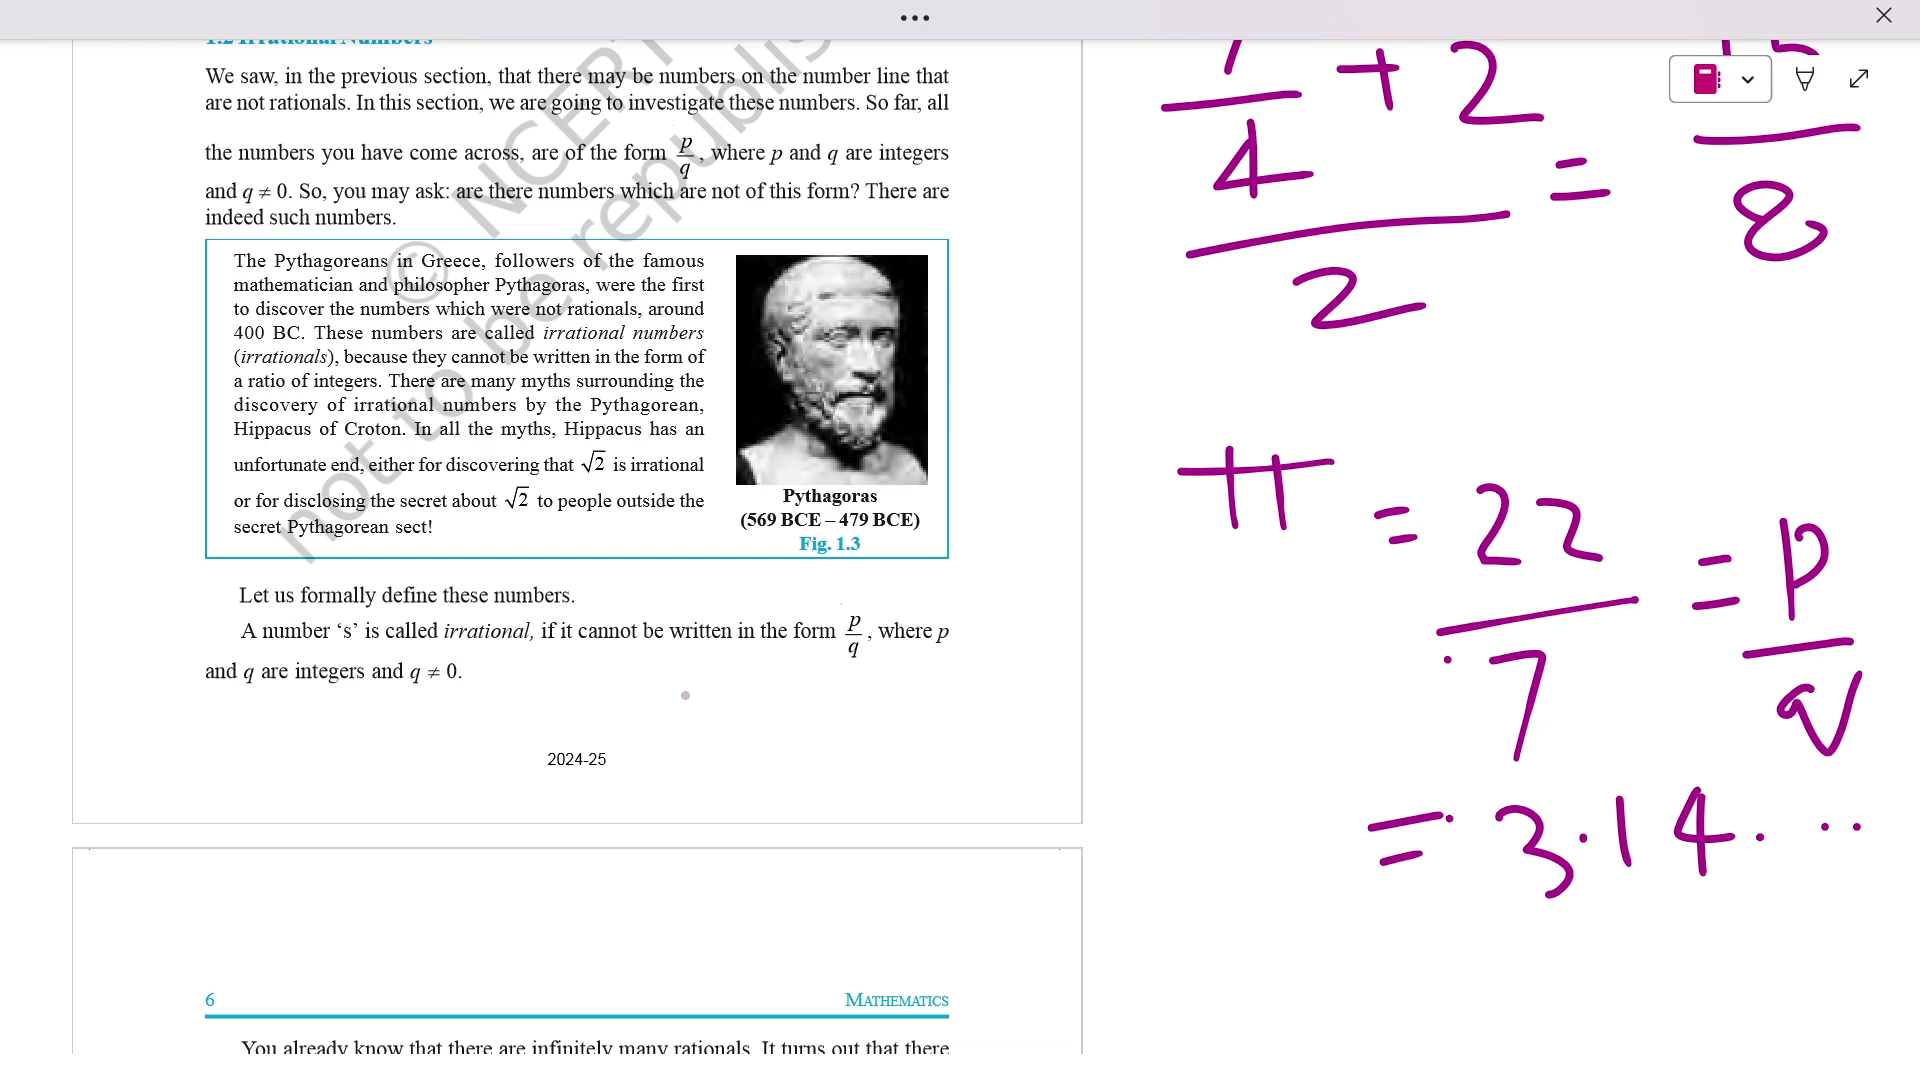 1.2 Irrational Numbers
We saw, in the previous section, that there may be numbers on the number line that
are not rationals. In this section, we are going to investigate these numbers. So far, all
the numbers you have come across, are of the form p/q, where p and q are integers
and q ≠ 0. So, you may ask: are there numbers which are not of this form? There are
indeed such numbers.
The Pythagoreans in Greece, followers of the famous
mathematician and philosopher Pythagoras, were the first
to discover the numbers which were not rationals, around
400 BC. These numbers are called irrational numbers
(irrationals), because they cannot be written in the form of
a ratio of integers. There are many myths surrounding the
discovery of irrational numbers by the Pythagorean,
Hippacus of Croton. In all the myths, Hippacus has an
unfortunate end, either for discovering that √2 is irrational
or for disclosing the secret about √2 to people outside the
secret Pythagorean sect!
Pythagoras
(569 BCE – 479 BCE)
Fig. 1.3
Let us formally define these numbers.
A number ‘s’ is called irrational, if it cannot be written in the form p/q, where p
and q are integers and q ≠ 0.
2024-25
6 MATHEMATICS
You already know that there are infinitely many rationals. It turns out that there
© NCERT
not to be republis
+ 2
4
=
2
8
π = 22/7 = p/q
= 3.14...